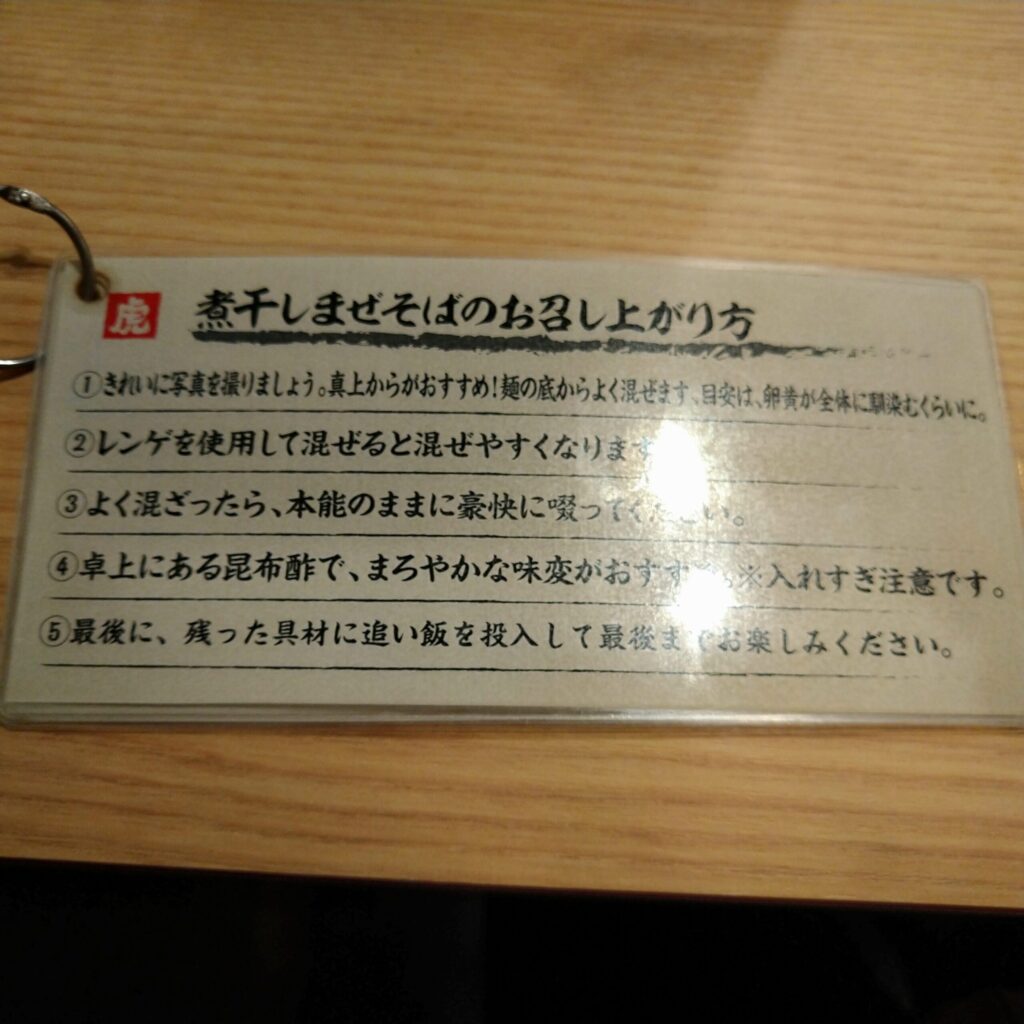 虎
煮干しまぜそばのお召し上がり方
①きれいに写真を撮りましょう。真上からがおすすめ!麺の底からよく混ぜます、目安は、卵黄が全体に馴染むくらいに。
②レンゲを使用して混ぜると混ぜやすくなります
③よく混ざったら、本能のままに豪快に啜ってください。
④卓上にある昆布酢で、まろやかな味変がおすすめ。※入れすぎ注意です。
⑤最後に、残った具材に追い飯を投入して最後までお楽しみください。